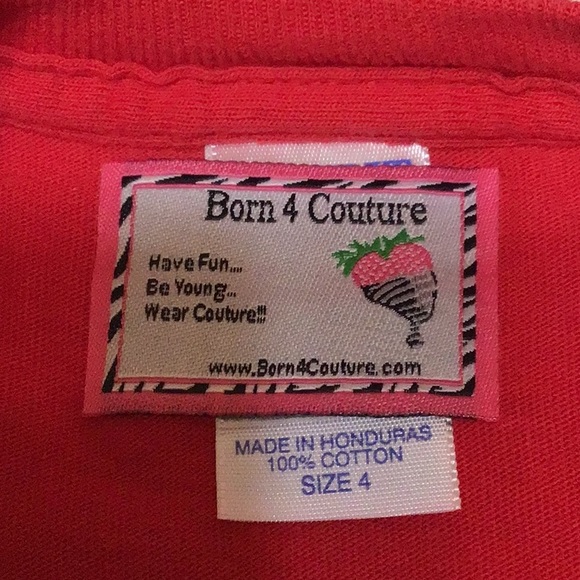 Born 4 Couture
Have Fun....
Be Young...
Wear Couture!!!
www.Born4Couture.com
MADE IN HONDURAS
100% COTTON
SIZE 4